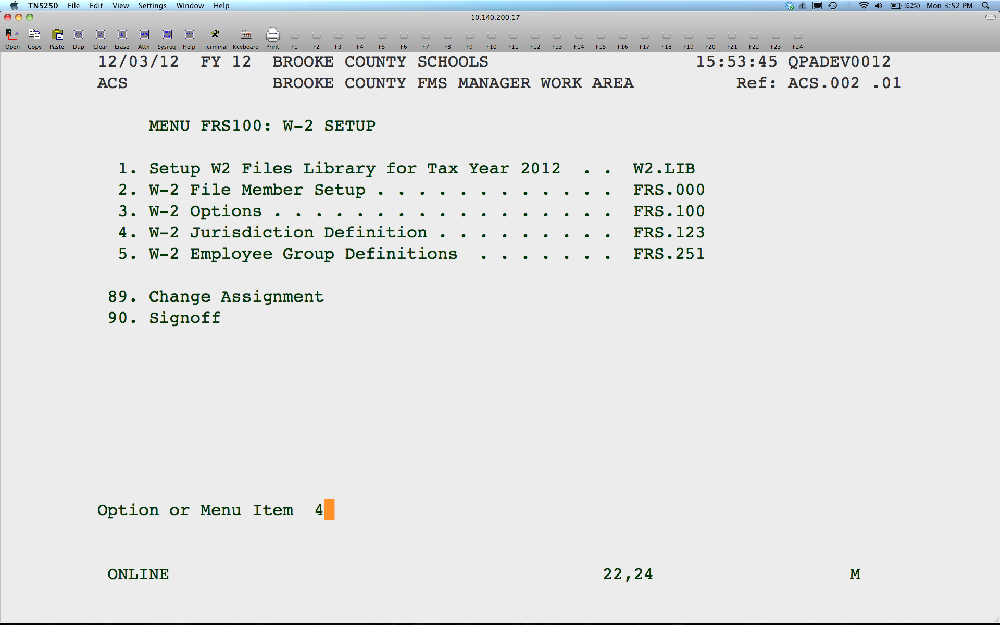 TN5250 File Edit View Settings Window Help (62%) Mon 3:52 PM
10.140.200.17
dup C E attn sys req Help
Open Copy Paste Dup Clear Erase Attn Sysreq Help Terminal Keyboard Print F1 F2 F3 F4 F5 F6 F7 F8 F9 F10 F11 F12 F13 F14 F15 F16 F17 F18 F19 F20 F21 F22 F23 F24
12/03/12 FY 12 BROOKE COUNTY SCHOOLS 15:53:45 QPADEV0012
ACS BROOKE COUNTY FMS MANAGER WORK AREA Ref: ACS.002 .01
MENU FRS100: W-2 SETUP
1. Setup W2 Files Library for Tax Year 2012 . . W2.LIB
2. W-2 File Member Setup . . . . . . . . . . . . FRS.000
3. W-2 Options . . . . . . . . . . . . . . . . . FRS.100
4. W-2 Jurisdiction Definition . . . . . . . . . FRS.123
5. W-2 Employee Group Definitions . . . . . . . FRS.251
89. Change Assignment
90. Signoff
Option or Menu Item 4
ONLINE 22,24 M